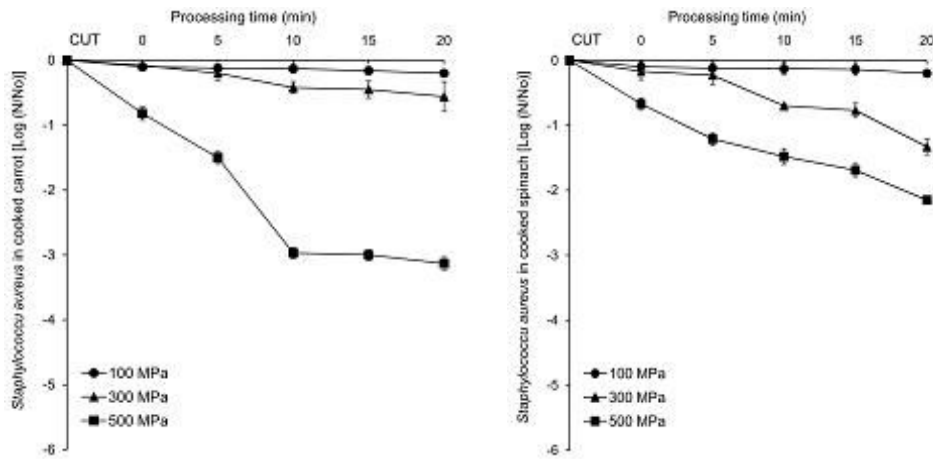 Processing time (min)
CUT 0 5 10 15 20
0
-1
-2
-3
-4
-5
-6
Staphylococcu aureus in cooked carrot [Log (N/No)]
100 MPa
300 MPa
500 MPa
Processing time (min)
CUT 0 5 10 15 20
0
-1
-2
-3
-4
-5
-6
Staphylococcu aureus in cooked spinach [Log (N/No)]
100 MPa
300 MPa
500 MPa